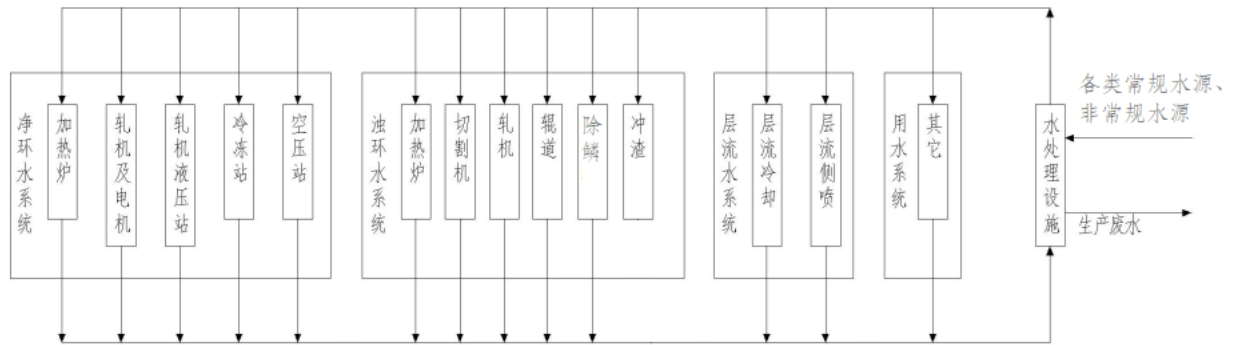 净环水系统
加热炉
轧机及电机
轧机液压站
冷冻站
空压站
浊环水系统
加热炉
切割机
轧机
辊道
除鳞
冲渣
层流水系统
层流冷却
层流侧喷
用水系统
其它
水处理设施
各类常规水源、
非常规水源
生产废水